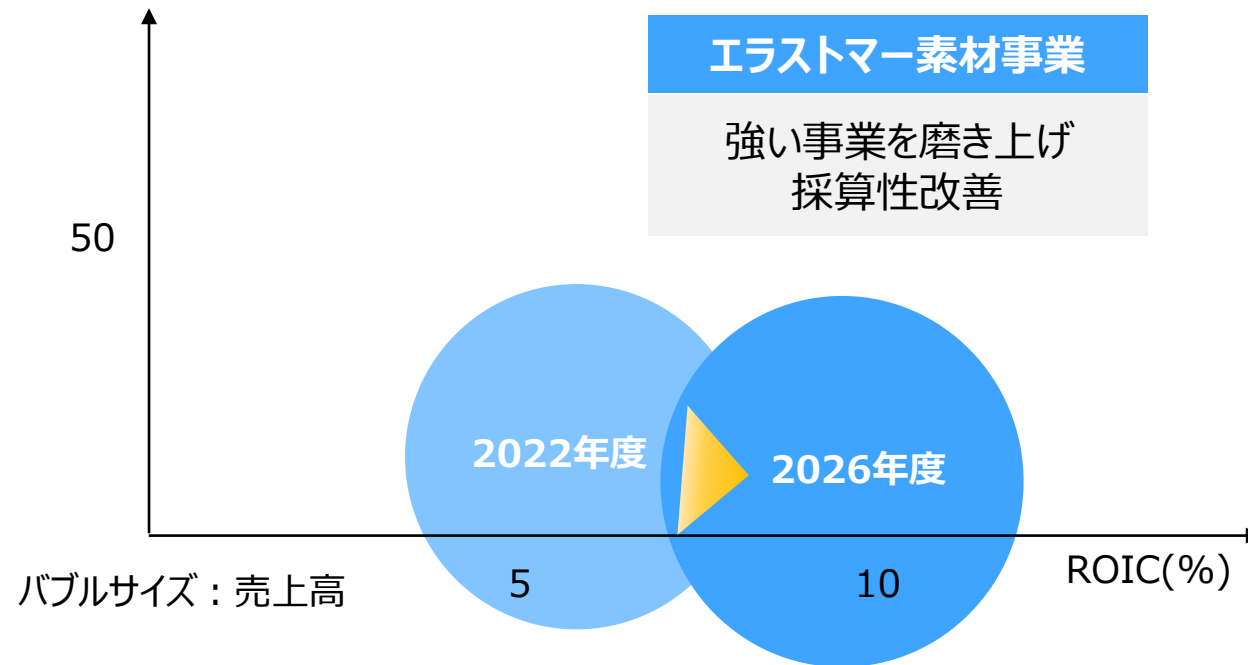 エラストマー素材事業
強い事業を磨き上げ
採算性改善
50
2022年度
2026年度
バブルサイズ：売上高
5
10
ROIC(%)